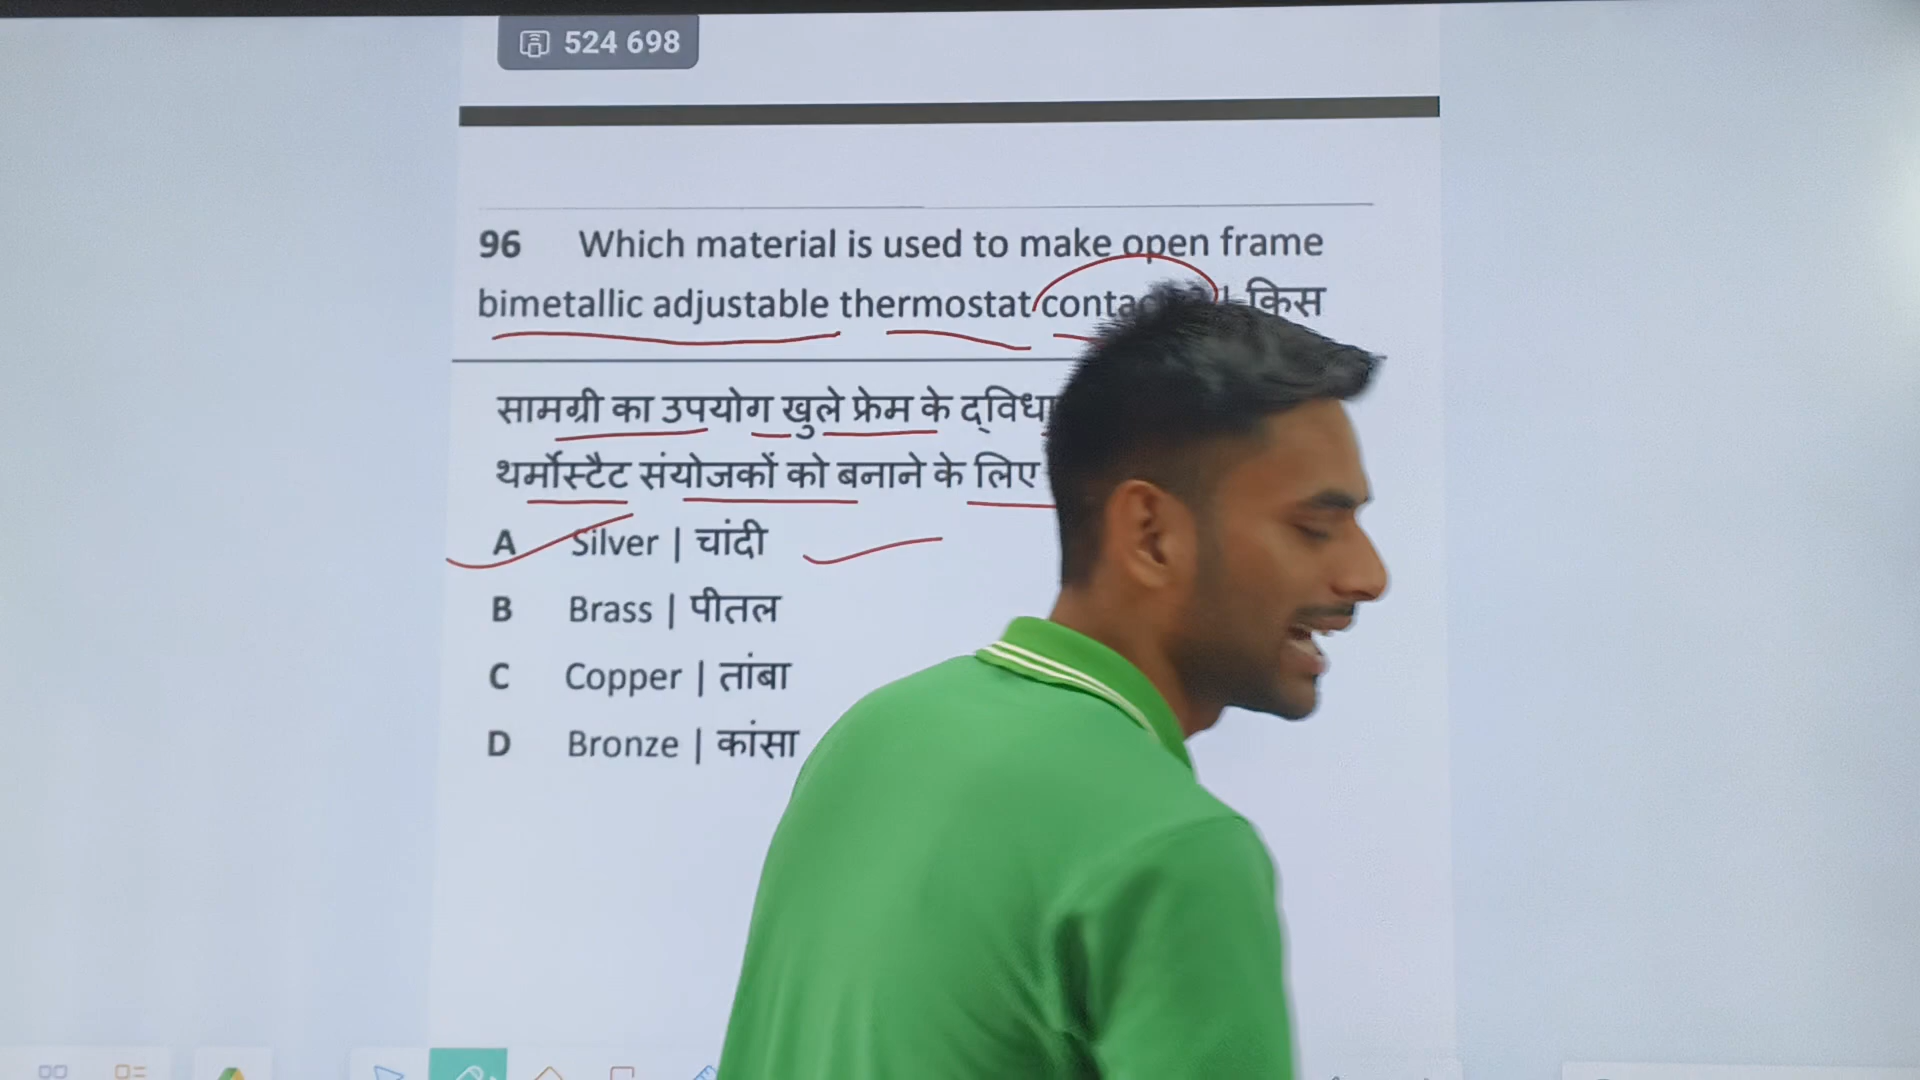 524 698
96 Which material is used to make open frame
bimetallic adjustable thermostat | किस
सामग्री का उपयोग खुले फ्रेम के
थर्मोस्टैट संयोजकों को बनाने के लिए
A Silver | चांदी
B Brass | पीतल
C Copper | तांबा
D Bronze | कांसा